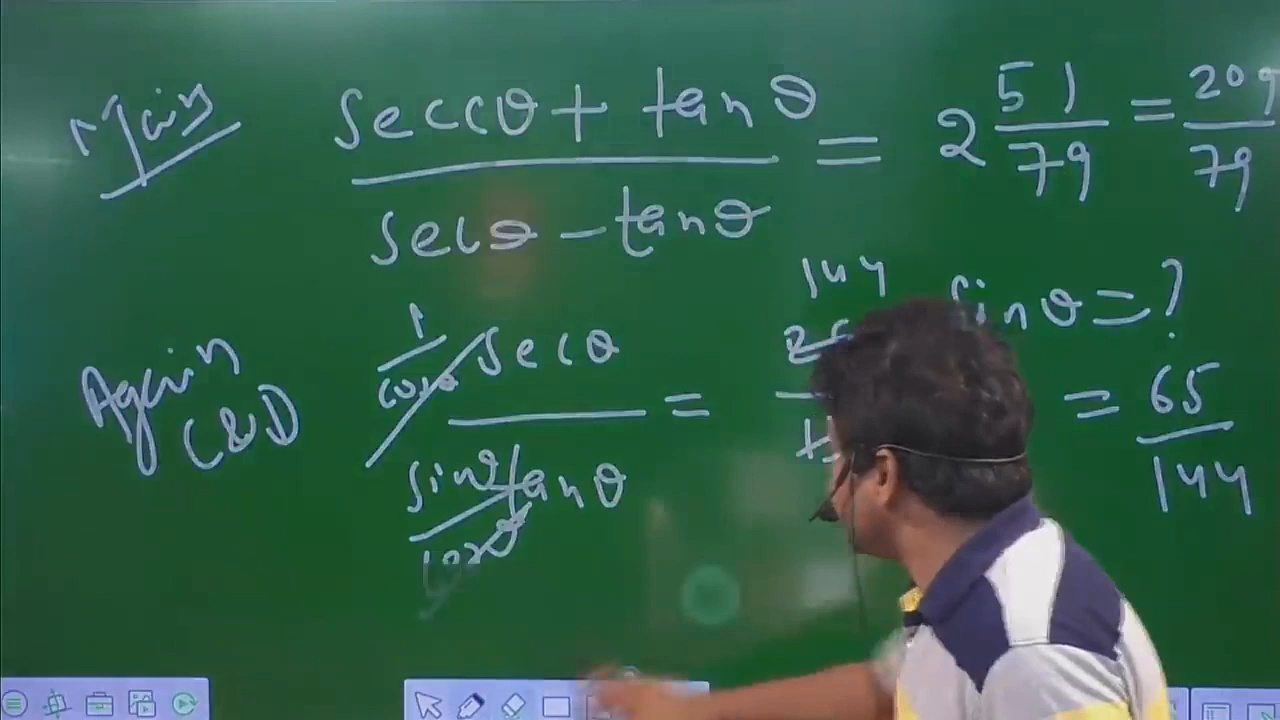 Again
C&D
secθ + tanθ = 2 51/79 = 209/79
secθ - tanθ
sinθ = ?
1/cosθ secθ = 144 = 65/144
sinθ/cosθ tanθ